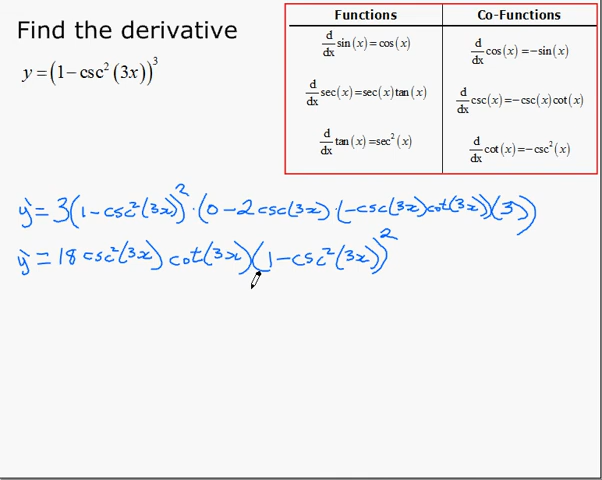 Find the derivative
y = (1 − csc² (3x))³
Functions Co-Functions
d/dx sin(x) = cos(x) d/dx cos(x) = −sin(x)
d/dx sec(x) = sec(x) tan(x) d/dx csc(x) = −csc(x) cot(x)
d/dx tan(x) = sec²(x) d/dx cot(x) = −csc²(x)
y' = 3(1 − csc²(3x))² · (0 − 2csc(3x) · (−csc(3x)cot(3x))(3))
y' = 18 csc²(3x) cot(3x)(1 − csc²(3x))²